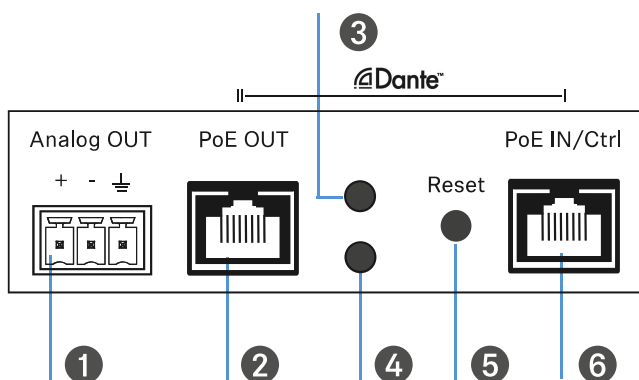 3
Dante™
Analog OUT
PoE OUT
PoE IN/Ctrl
+ - ⏚
Reset
1
2
4
5
6